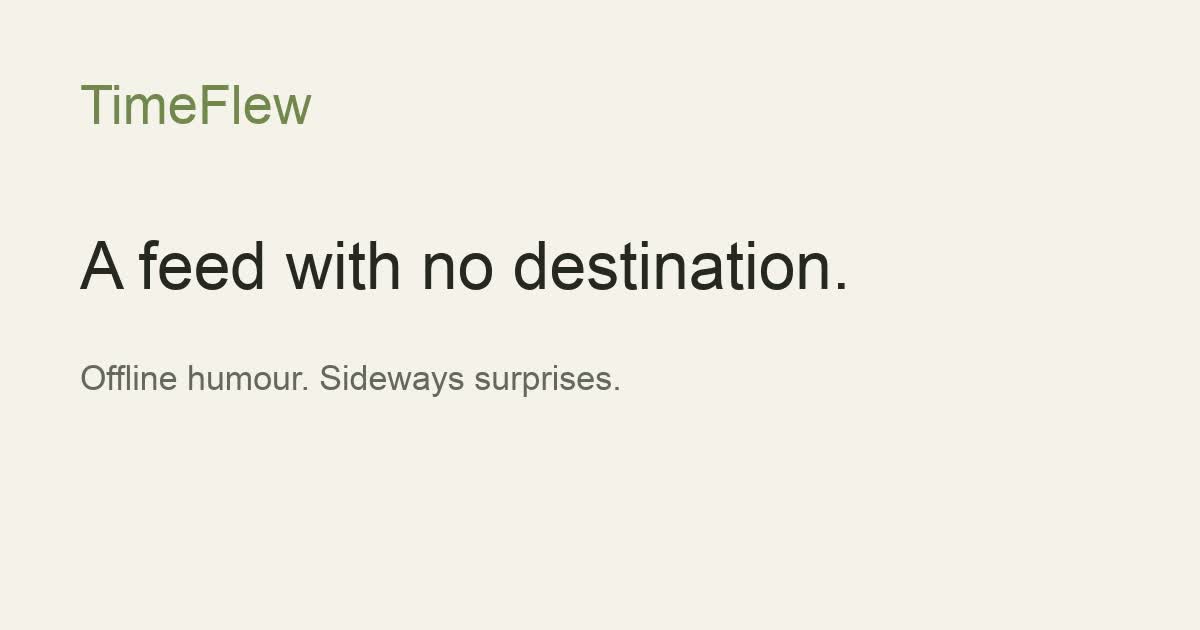 TimeFlew
A feed with no destination.
Offline humour. Sideways surprises.